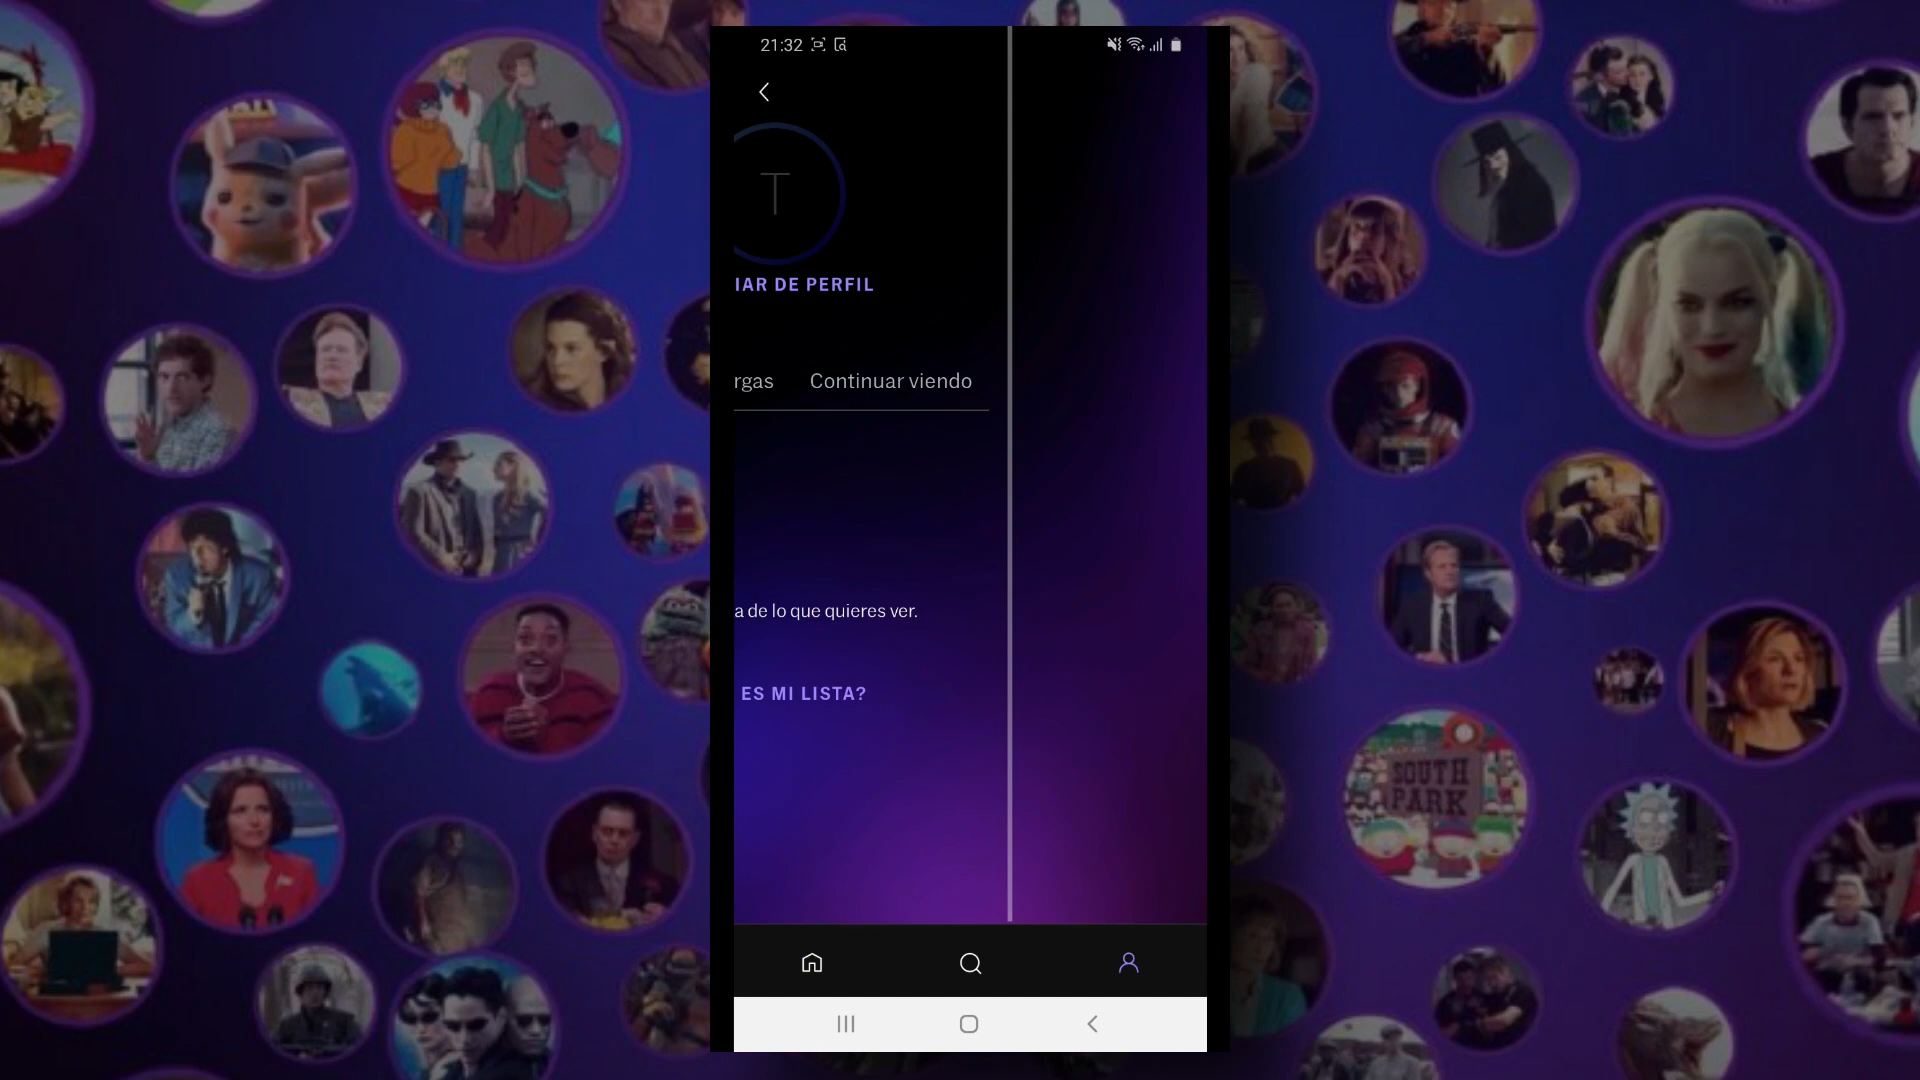 21:32
T
IAR DE PERFIL
rgas Continuar viendo
a de lo que quieres ver.
ES MI LISTA?
SOUTH
PARK